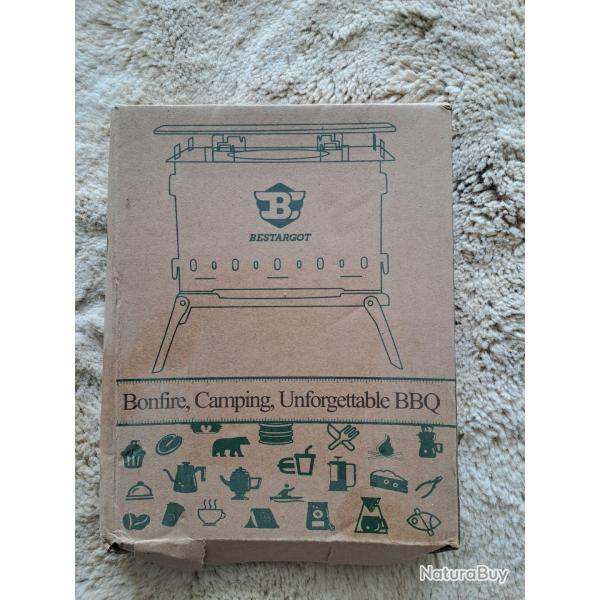 B
BESTARGOT
Bonfire, Camping, Unforgettable BBQ
NaturaBuy